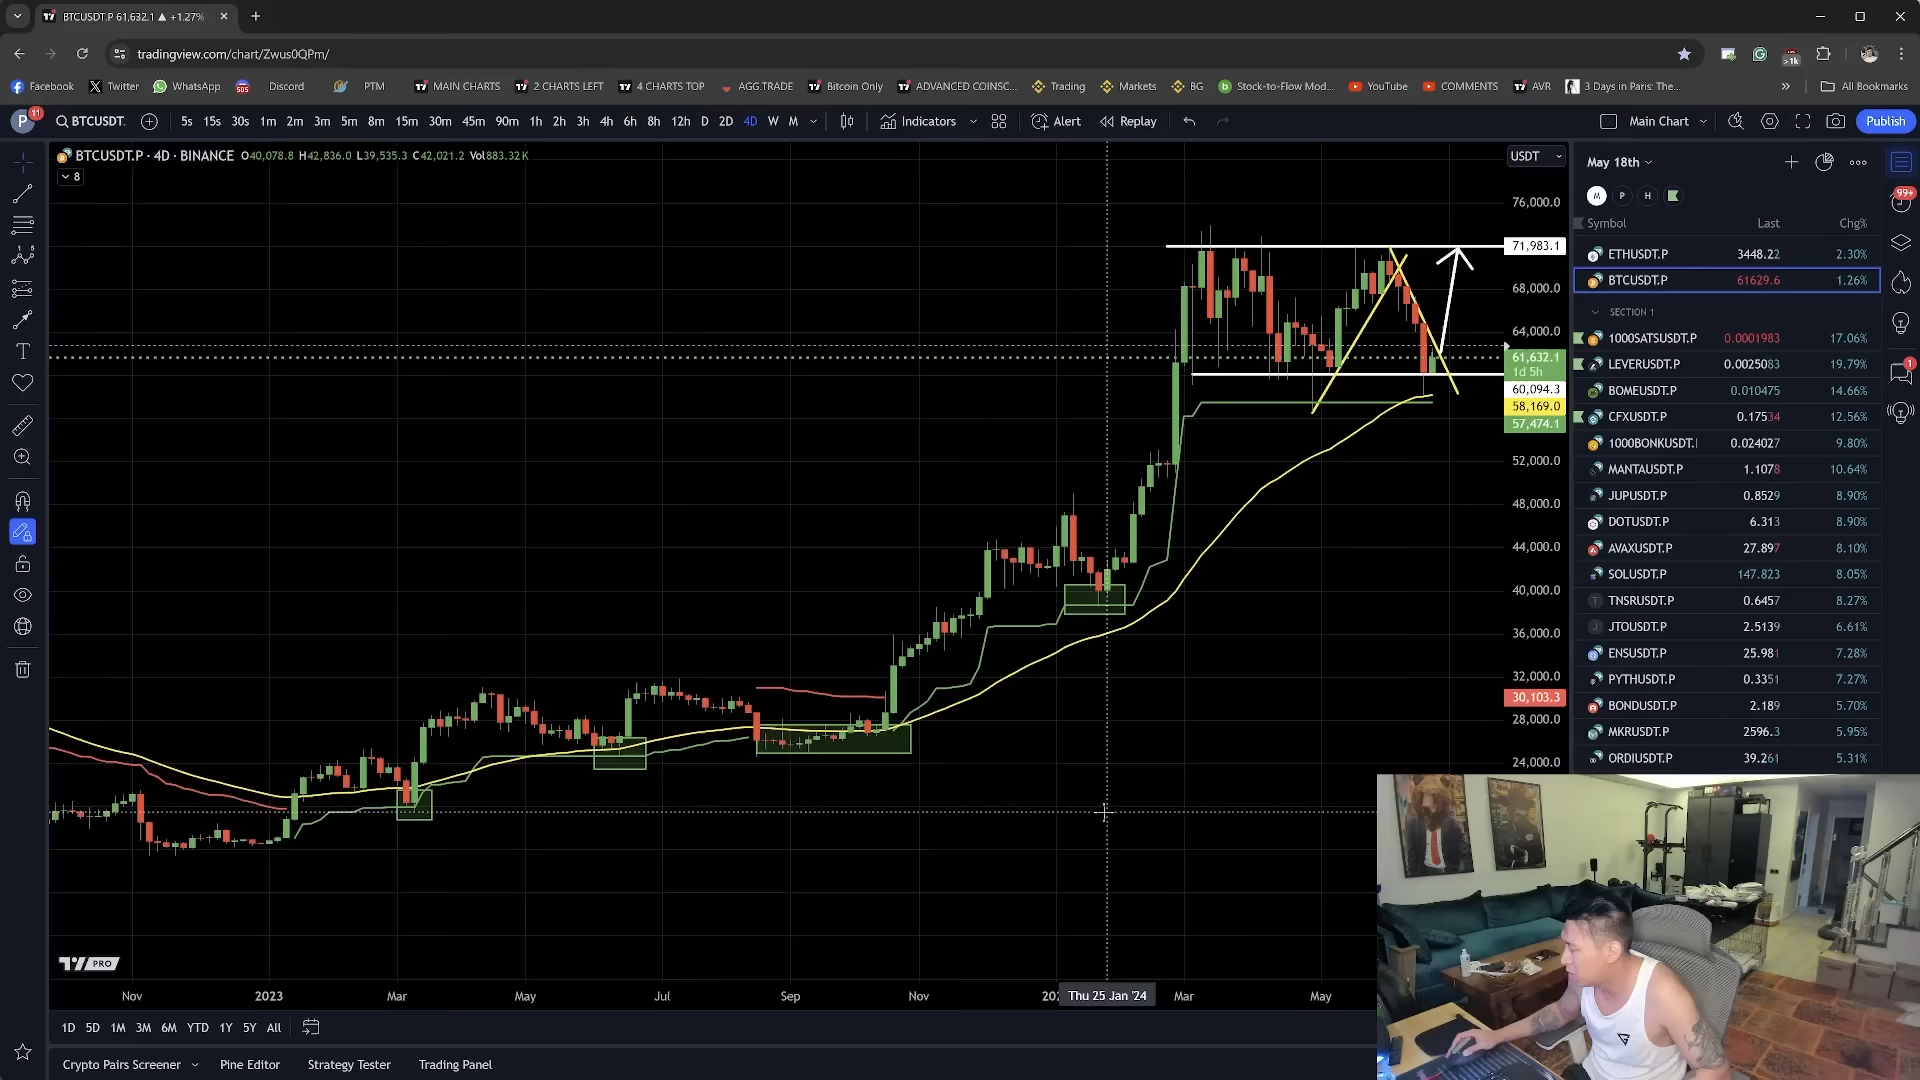 BTCUSDT.P 61,632.1 ▲ +1.27%
tradingview.com/chart/Zwus0QPm/
>1k
Facebook Twitter WhatsApp Discord PTM MAIN CHARTS 2 CHARTS LEFT 4 CHARTS TOP AGG.TRADE Bitcoin Only ADVANCED COINSC... Trading Markets BG Stock-to-Flow Mod... YouTube COMMENTS AVR 3 Days in Paris: The... » All Bookmarks
P 11 BTCUSDT. 5s 15s 30s 1m 2m 3m 5m 8m 15m 30m 45m 90m 1h 2h 3h 4h 6h 8h 12h D 2D 4D W M Indicators Alert Replay Main Chart Publish
BTCUSDT.P · 4D · BINANCE O40,078.8 H42,836.0 L39,535.3 C42,021.2 Vol883.32K
8
USDT
76,000.0
71,983.1
68,000.0
64,000.0
61,632.1
1d 5h
60,094.3
58,169.0
57,474.1
52,000.0
48,000.0
44,000.0
40,000.0
36,000.0
32,000.0
30,103.3
28,000.0
24,000.0
May 18th
M P H
99+
Symbol Last Chg%
ETHUSDT.P 3448.22 2.30%
BTCUSDT.P 61629.6 1.26%
SECTION 1
1000SATSUSDT.P 0.0001983 17.06%
LEVERUSDT.P 0.0025083 19.79%
1
BOMEUSDT.P 0.010475 14.66%
CFXUSDT.P 0.17534 12.56%
1000BONKUSDT. 0.024027 9.80%
MANTAUSDT.P 1.1078 10.64%
JUPUSDT.P 0.8529 8.90%
DOTUSDT.P 6.313 8.90%
AVAXUSDT.P 27.897 8.10%
SOLUSDT.P 147.823 8.05%
TNSRUSDT.P 0.6457 8.27%
JTOUSDT.P 2.5139 6.61%
ENSUSDT.P 25.981 7.28%
PYTHUSDT.P 0.3351 7.27%
BONDUSDT.P 2.189 5.70%
MKRUSDT.P 2596.3 5.95%
ORDIUSDT.P 39.261 5.31%
PRO
Nov 2023 Mar May Jul Sep Nov 202 Thu 25 Jan '24 Mar May
1D 5D 1M 3M 6M YTD 1Y 5Y All
Crypto Pairs Screener Pine Editor Strategy Tester Trading Panel